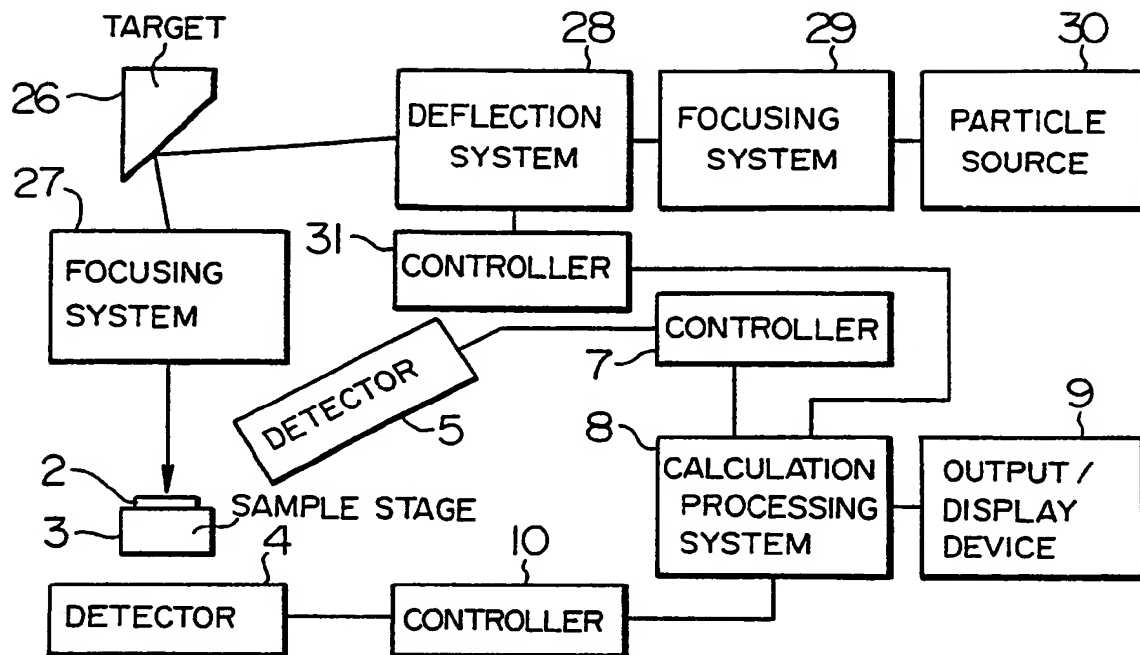 TARGET
26
28
29
30
DEFLECTION
SYSTEM
FOCUSING
SYSTEM
PARTICLE
SOURCE
27
FOCUSING
SYSTEM
31
CONTROLLER
CONTROLLER
7
DETECTOR
5
8
CALCULATION
PROCESSING
SYSTEM
9
OUTPUT /
DISPLAY
DEVICE
2
SAMPLE STAGE
3
4
DETECTOR
10
CONTROLLER